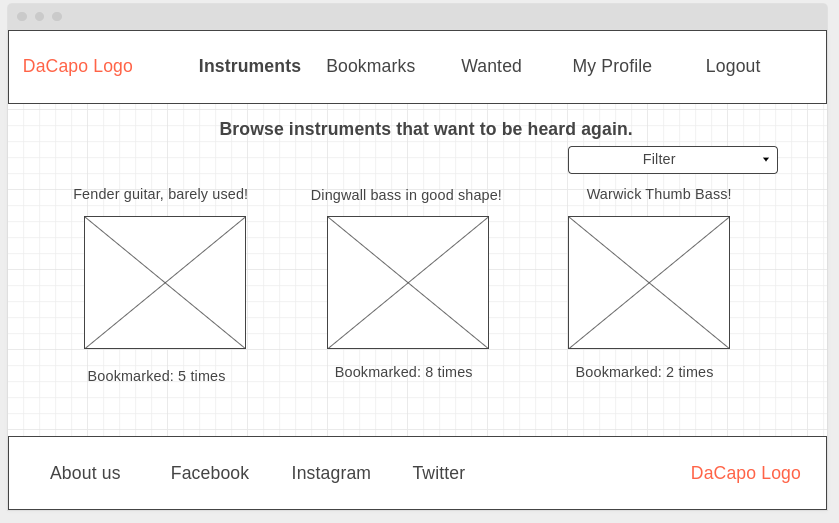 DaCapo Logo Instruments Bookmarks Wanted My Profile Logout
Browse instruments that want to be heard again.
Filter
Fender guitar, barely used! Dingwall bass in good shape! Warwick Thumb Bass!
Bookmarked: 5 times Bookmarked: 8 times Bookmarked: 2 times
About us Facebook Instagram Twitter DaCapo Logo